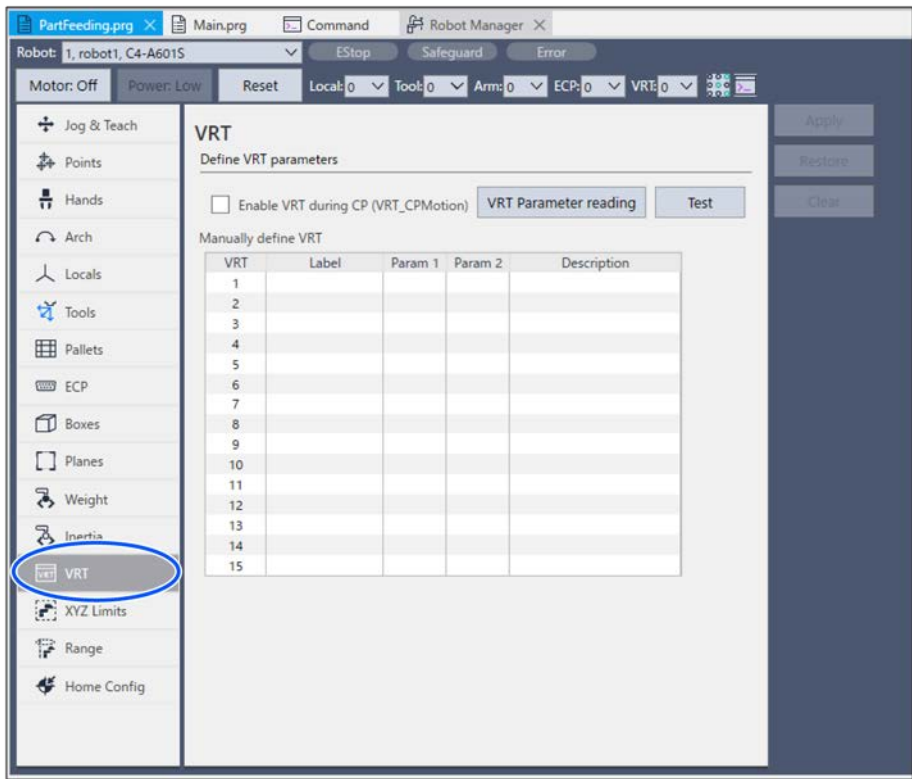 PartFeeding.prg Main.prg Command Robot Manager
Robot: 1, robot1, C4-A601S EStop Safeguard Error
Motor: Off Power: Low Reset Local: 0 Tool: 0 Arm: 0 ECP: 0 VRT: 0
Jog & Teach
Points
Hands
Arch
Locals
Tools
Pallets
ECP
Boxes
Planes
Weight
Inertia
VRT VRT
XYZ Limits
Range
Home Config
VRT
Define VRT parameters
Enable VRT during CP (VRT_CPMotion) VRT Parameter reading Test
Manually define VRT
VRT Label Param 1 Param 2 Description
1
2
3
4
5
6
7
8
9
10
11
12
13
14
15
Apply
Restore
Clear